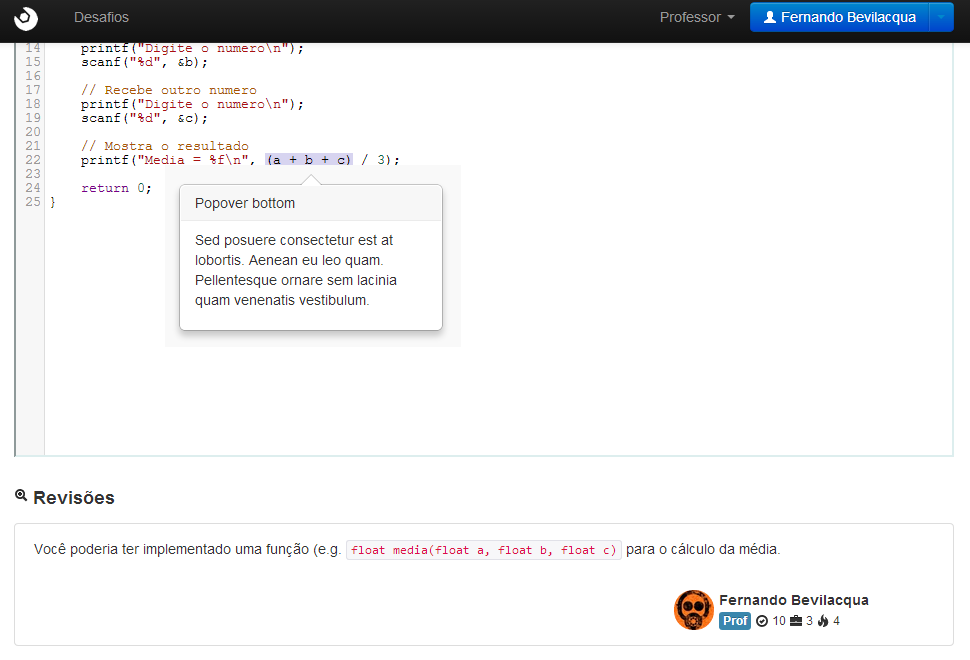 Desafios
Professor
Fernando Bevilacqua
14 printf("Digite o numero\n");
15 scanf("%d", &b);
16
17 // Recebe outro numero
18 printf("Digite o numero\n");
19 scanf("%d", &c);
20
21 // Mostra o resultado
22 printf("Media = %f\n", (a + b + c) / 3);
23
24 return 0;
25 }
Popover bottom
Sed posuere consectetur est at
lobortis. Aenean eu leo quam.
Pellentesque ornare sem lacinia
quam venenatis vestibulum.
Revisões
Você poderia ter implementado uma função (e.g. float media(float a, float b, float c) para o cálculo da média.
Fernando Bevilacqua
Prof 10 3 4